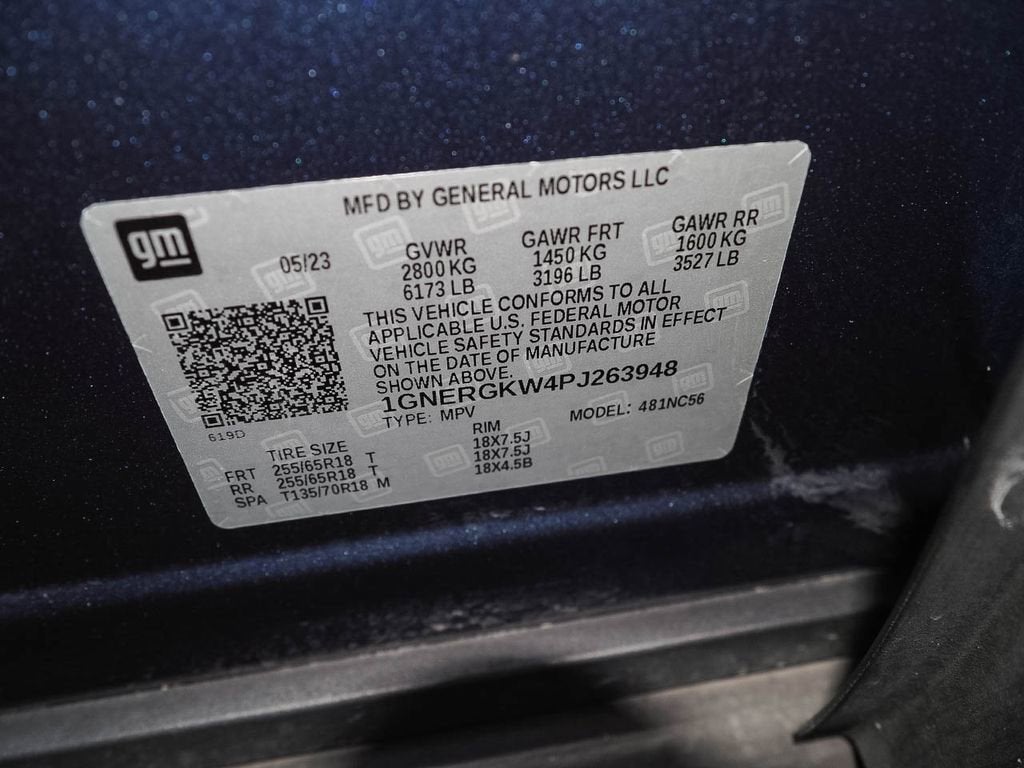 MFD BY GENERAL MOTORS LLC
gm
05/23
GVWR
2800 KG
6173 LB
GAWR FRT
1450 KG
3196 LB
GAWR RR
1600 KG
3527 LB
THIS VEHICLE CONFORMS TO ALL
APPLICABLE U.S. FEDERAL MOTOR
VEHICLE SAFETY STANDARDS IN EFFECT
ON THE DATE OF MANUFACTURE
SHOWN ABOVE.
1GNERGKW4PJ263948
TYPE: MPV
MODEL: 481NC56
619D
TIRE SIZE
RIM
FRT 255/65R18 T 18X7.5J
RR 255/65R18 T 18X7.5J
SPA T135/70R18 M 18X4.5B